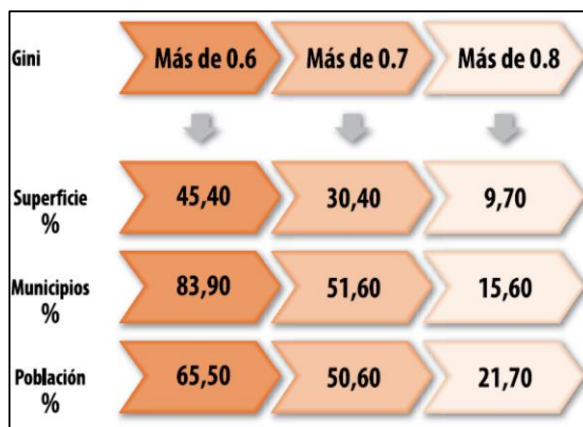 Gini Más de 0.6 Más de 0.7 Más de 0.8
Superficie
% 45,40 30,40 9,70
Municipios
% 83,90 51,60 15,60
Población
% 65,50 50,60 21,70